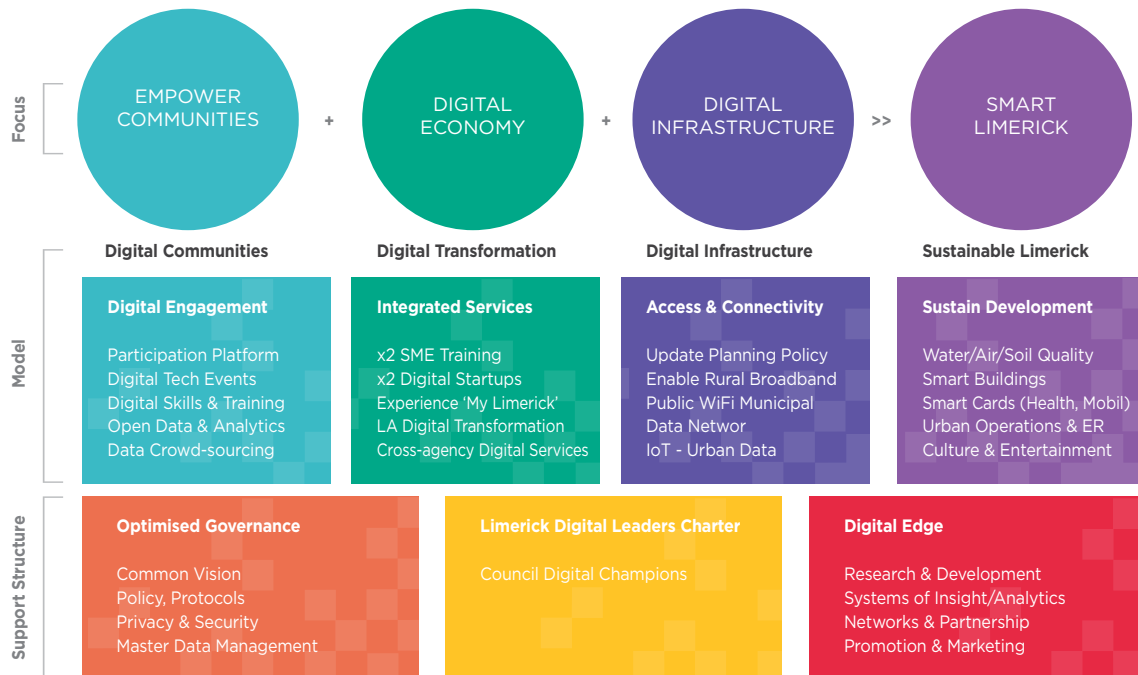 Focus
EMPOWER
COMMUNITIES
+
DIGITAL
ECONOMY
+
DIGITAL
INFRASTRUCTURE
>>
SMART
LIMERICK
Model
Digital Communities
Digital Engagement
Participation Platform
Digital Tech Events
Digital Skills & Training
Open Data & Analytics
Data Crowd-sourcing
Digital Transformation
Integrated Services
x2 SME Training
x2 Digital Startups
Experience ‘My Limerick’
LA Digital Transformation
Cross-agency Digital Services
Digital Infrastructure
Access & Connectivity
Update Planning Policy
Enable Rural Broadband
Public WiFi Municipal
Data Networ
IoT - Urban Data
Sustainable Limerick
Sustain Development
Water/Air/Soil Quality
Smart Buildings
Smart Cards (Health, Mobil)
Urban Operations & ER
Culture & Entertainment
Support Structure
Optimised Governance
Common Vision
Policy, Protocols
Privacy & Security
Master Data Management
Limerick Digital Leaders Charter
Council Digital Champions
Digital Edge
Research & Development
Systems of Insight/Analytics
Networks & Partnership
Promotion & Marketing